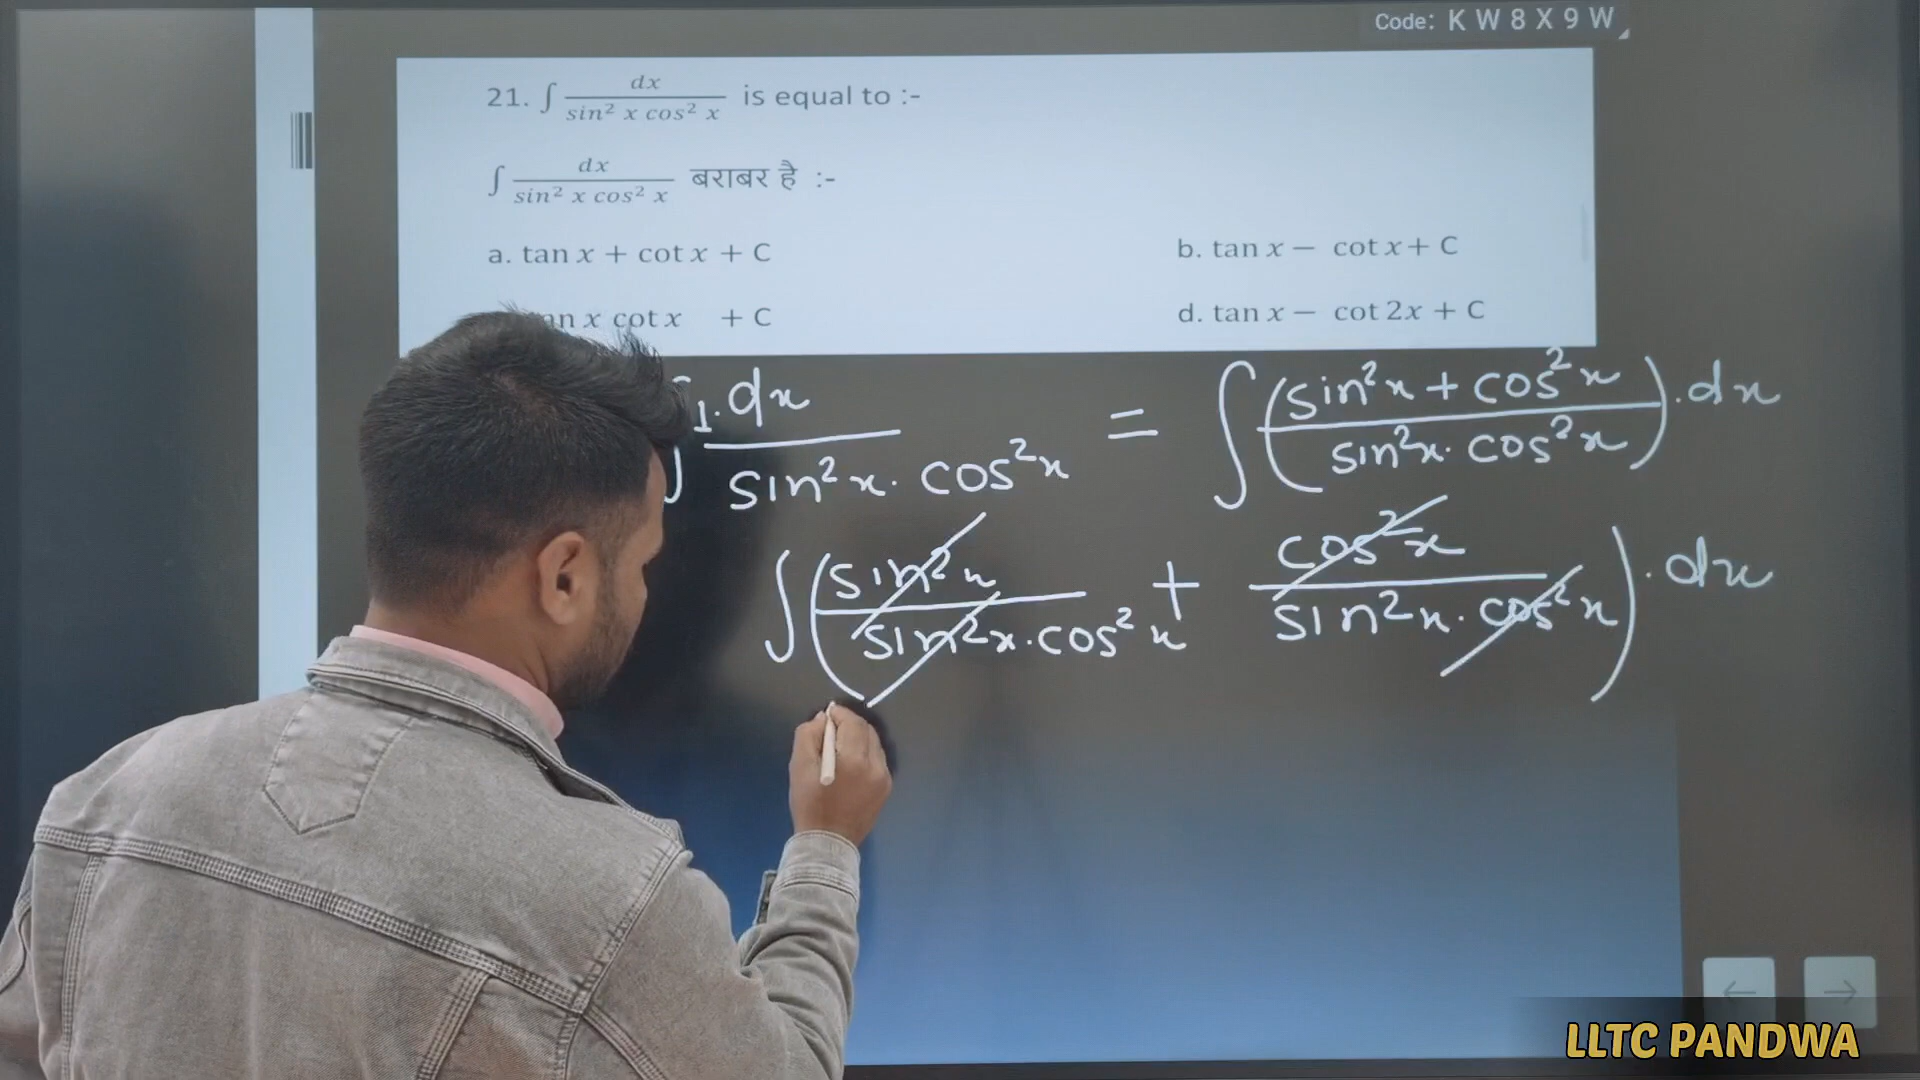 Code: K W 8 X 9 W
21. ∫ dx / sin² x cos² x is equal to :-
∫ dx / sin² x cos² x बराबर है :-
a. tan x + cot x + C
b. tan x − cot x + C
x cot x + C
d. tan x − cot 2x + C
∫ 1. dx / sin²x . cos²x = ∫ (sin²x + cos²x / sin²x . cos²x) . dx
∫ (sin²x / sin²x . cos²x + cos²x / sin²x . cos²x) . dx
LLTC PANDWA